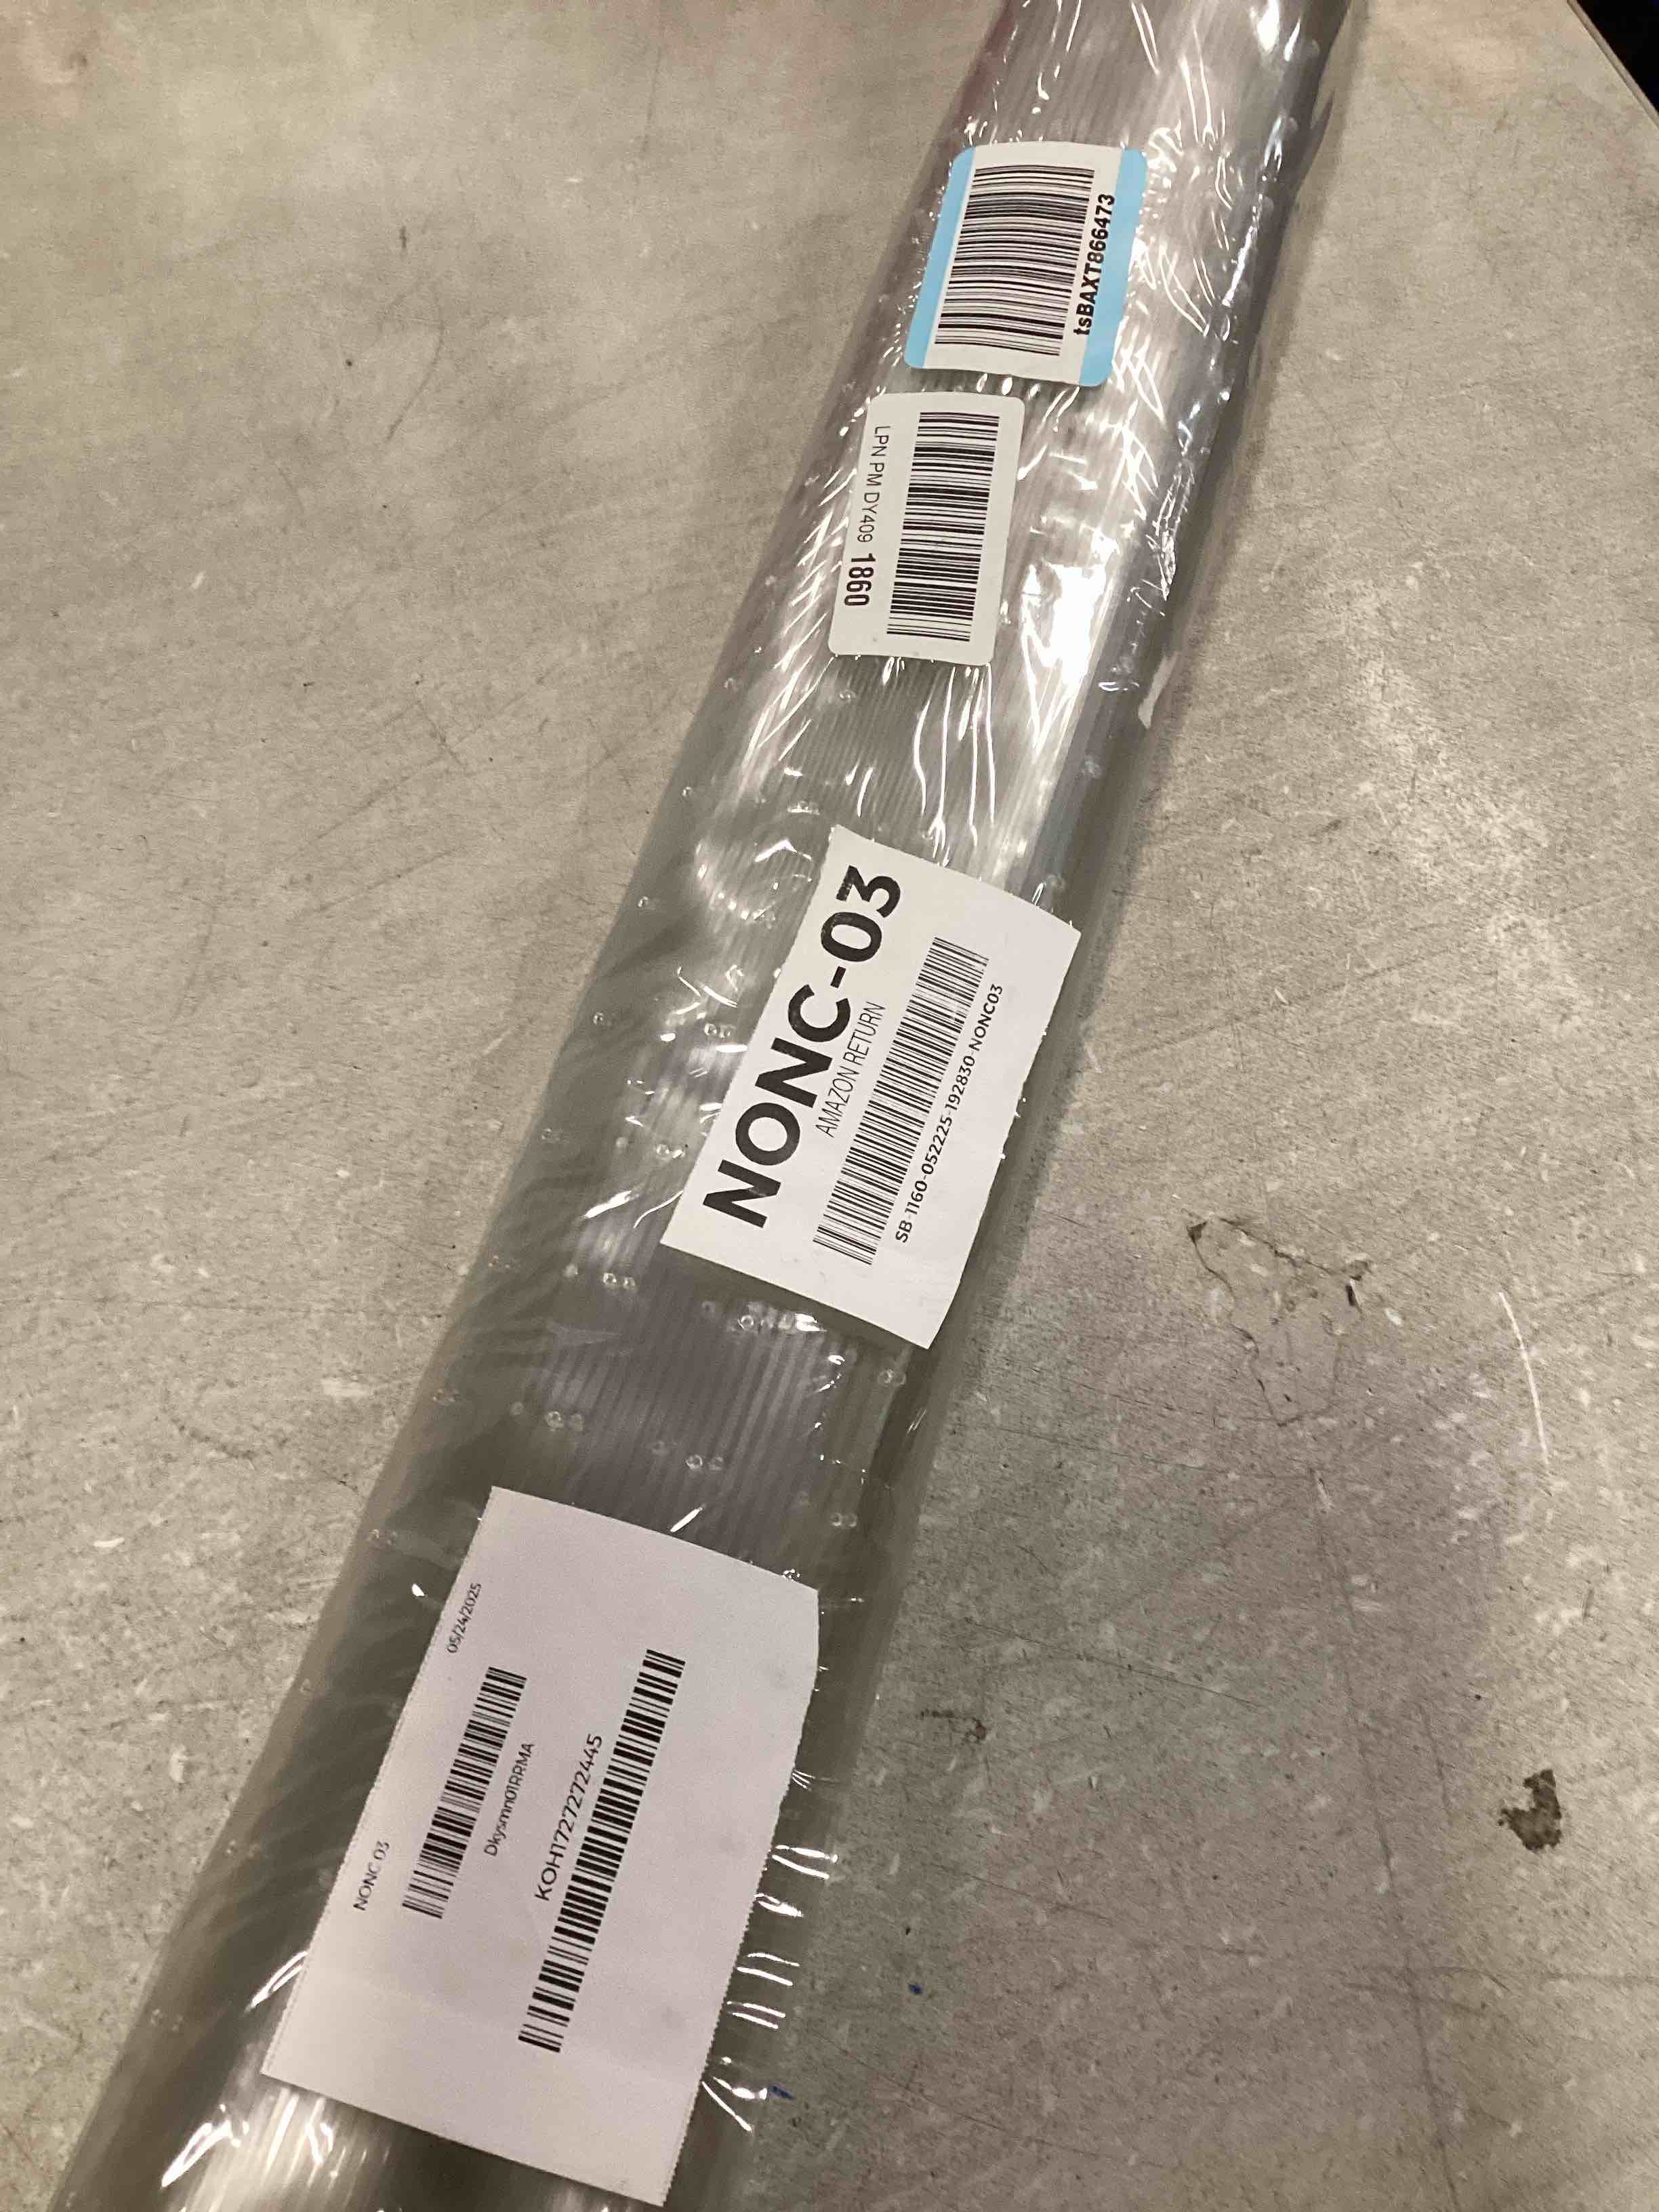 tsBAXT866473
LPN PM DY409 1860
NONC-03
AMAZON RETURN
SB-1160-052225-192830-NONC03
05/24/2025
NONC 03
Dkysmn01RRMA
KOH1727272445